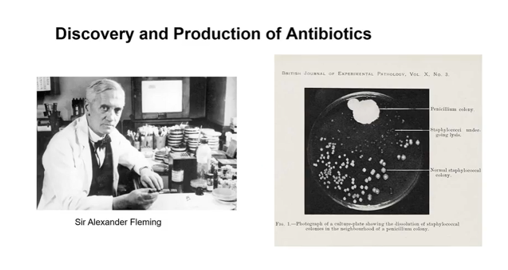 Discovery and Production of Antibiotics
BRITISH JOURNAL OF EXPERIMENTAL PATHOLOGY, VOL. X, NO. 3.
Penicillium colony.
Staphylococci under-
going lysis.
Normal staphylococcal
colony.
Sir Alexander Fleming
FIG. 1.—Photograph of a culture-plate showing the dissolution of staphylococcal
colonies in the neighbourhood of a penicillium colony.